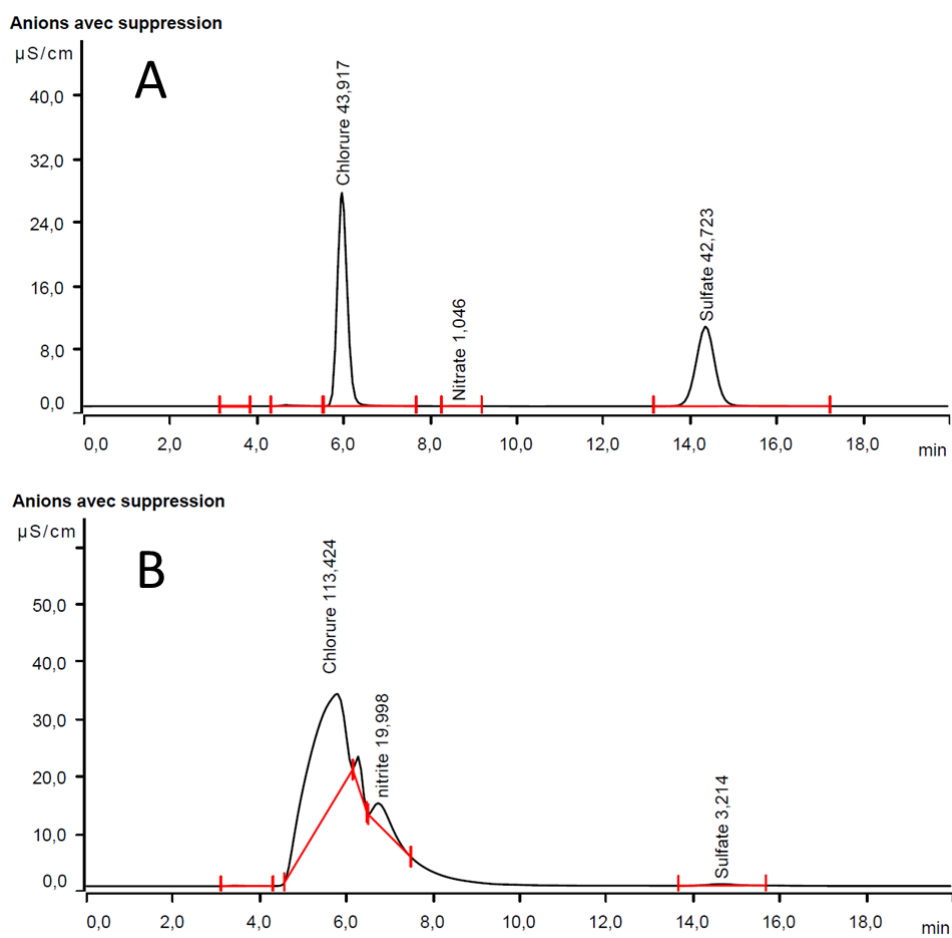 Anions avec suppression
µS/cm
A
40,0
32,0
24,0
16,0
8,0
0,0
Chlorure 43,917
Nitrate 1,046
Sulfate 42,723
0,0 2,0 4,0 6,0 8,0 10,0 12,0 14,0 16,0 18,0
min
Anions avec suppression
µS/cm
B
50,0
40,0
30,0
20,0
10,0
0,0
Chlorure 113,424
nitrite 19,998
Sulfate 3,214
0,0 2,0 4,0 6,0 8,0 10,0 12,0 14,0 16,0 18,0
min